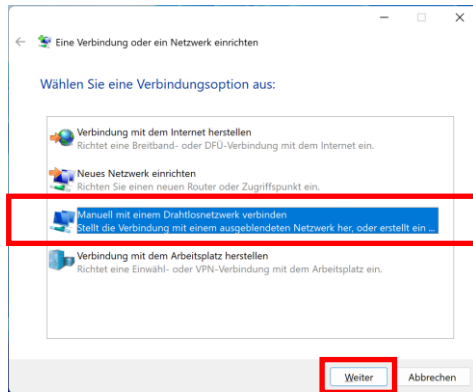 Eine Verbindung oder ein Netzwerk einrichten
Wählen Sie eine Verbindungsoption aus:
Verbindung mit dem Internet herstellen
Richtet eine Breitband- oder DFÜ-Verbindung mit dem Internet ein.
Neues Netzwerk einrichten
Richten Sie einen neuen Router oder Zugriffspunkt ein.
Manuell mit einem Drahtlosnetzwerk verbinden
Stellt die Verbindung mit einem ausgeblendeten Netzwerk her, oder erstellt ein ...
Verbindung mit dem Arbeitsplatz herstellen
Richtet eine Einwähl- oder VPN-Verbindung mit dem Arbeitsplatz ein.
Weiter Abbrechen